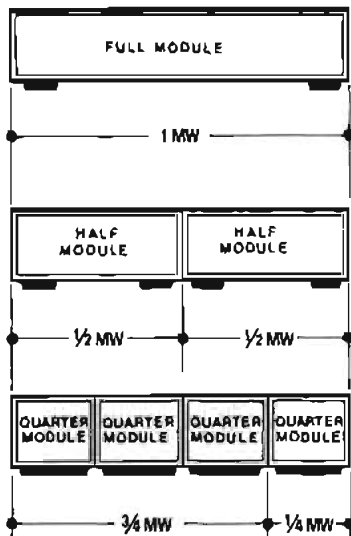 FULL MODULE
1 MW
HALF MODULE
HALF MODULE
1/2 MW
1/2 MW
QUARTER MODULE
QUARTER MODULE
QUARTER MODULE
QUARTER MODULE
3/4 MW
1/4 MW